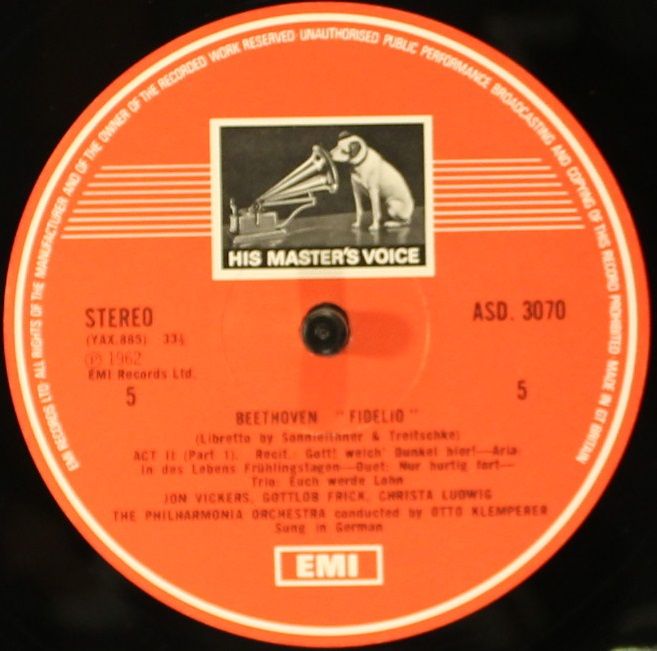 EMI RECORDS LTD ALL RIGHTS OF THE MANUFACTURER AND OF THE OWNER OF THE RECORDED WORK RESERVED · UNAUTHORISED PUBLIC PERFORMANCE BROADCASTING AND COPYING OF THIS RECORD PROHIBITED MADE IN GT BRITAIN
HIS MASTER'S VOICE
STEREO
ASD. 3070
(YAX.885) 33⅓
℗ 1962
EMI Records Ltd.
5
5
BEETHOVEN "FIDELIO"
(Libretto by Sonnleithner & Treitschke)
ACT II (Part 1). Recit. Gott! welch' Dunkel hier!—Aria:
In des Lebens Frühlingstagen—Duet: Nur hurtig fort—
Trio: Euch werde Lohn
JON VICKERS, GOTTLOB FRICK, CHRISTA LUDWIG
THE PHILHARMONIA ORCHESTRA conducted by OTTO KLEMPERER
Sung in German
EMI